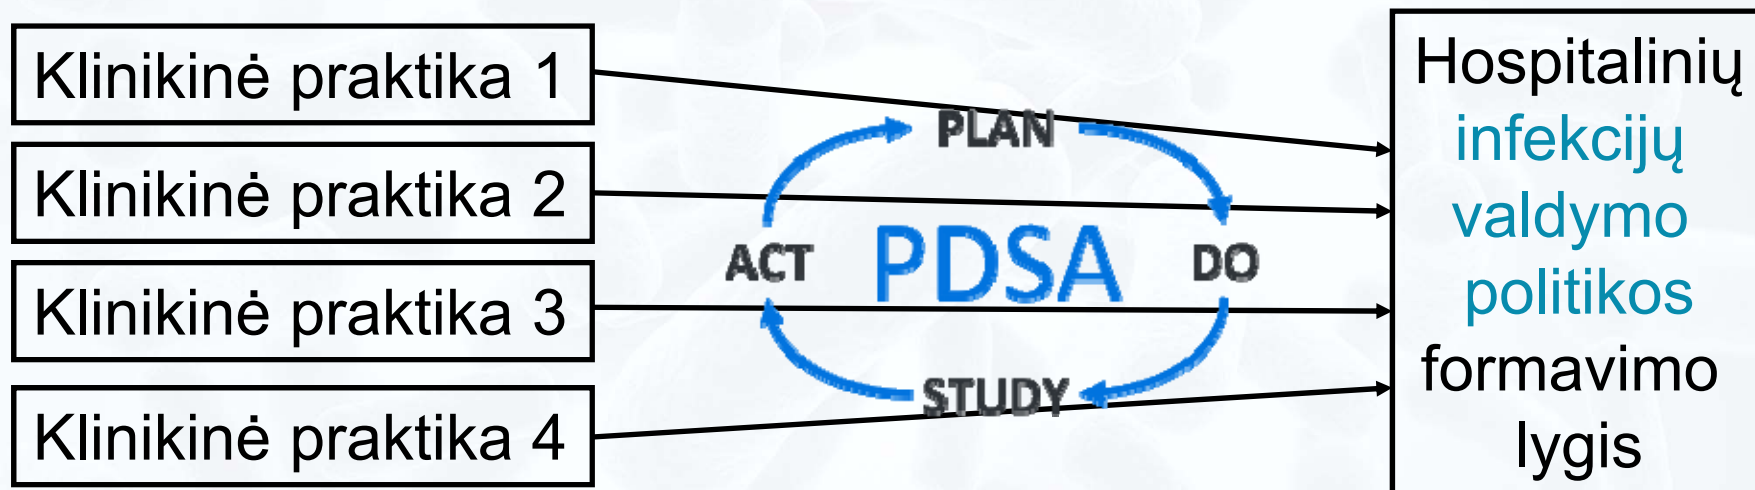 Klinikinė praktika 1
Klinikinė praktika 2
Klinikinė praktika 3
Klinikinė praktika 4
PLAN
ACT
PDSA
DO
STUDY
Hospitalinių
infekcijų
valdymo
politikos
formavimo
lygis